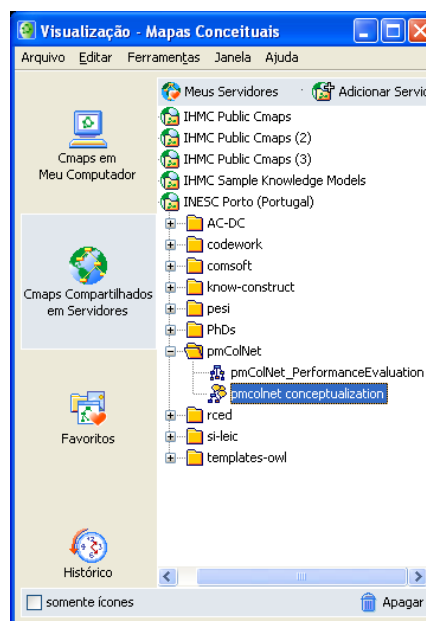 Visualização - Mapas Conceituais
Arquivo Editar Ferramentas Janela Ajuda
Meus Servidores Adicionar Servi
IHMC Public Cmaps
IHMC Public Cmaps (2)
IHMC Public Cmaps (3)
IHMC Sample Knowledge Models
INESC Porto (Portugal)
AC-DC
codework
comsoft
know-construct
pesi
PhDs
pmColNet
pmColNet_PerformanceEvaluation
pmcolnet conceptualization
rced
si-leic
templates-owl
Cmaps em
Meu Computador
Cmaps Compartilhados
em Servidores
Favoritos
Histórico
somente ícones
Apagar